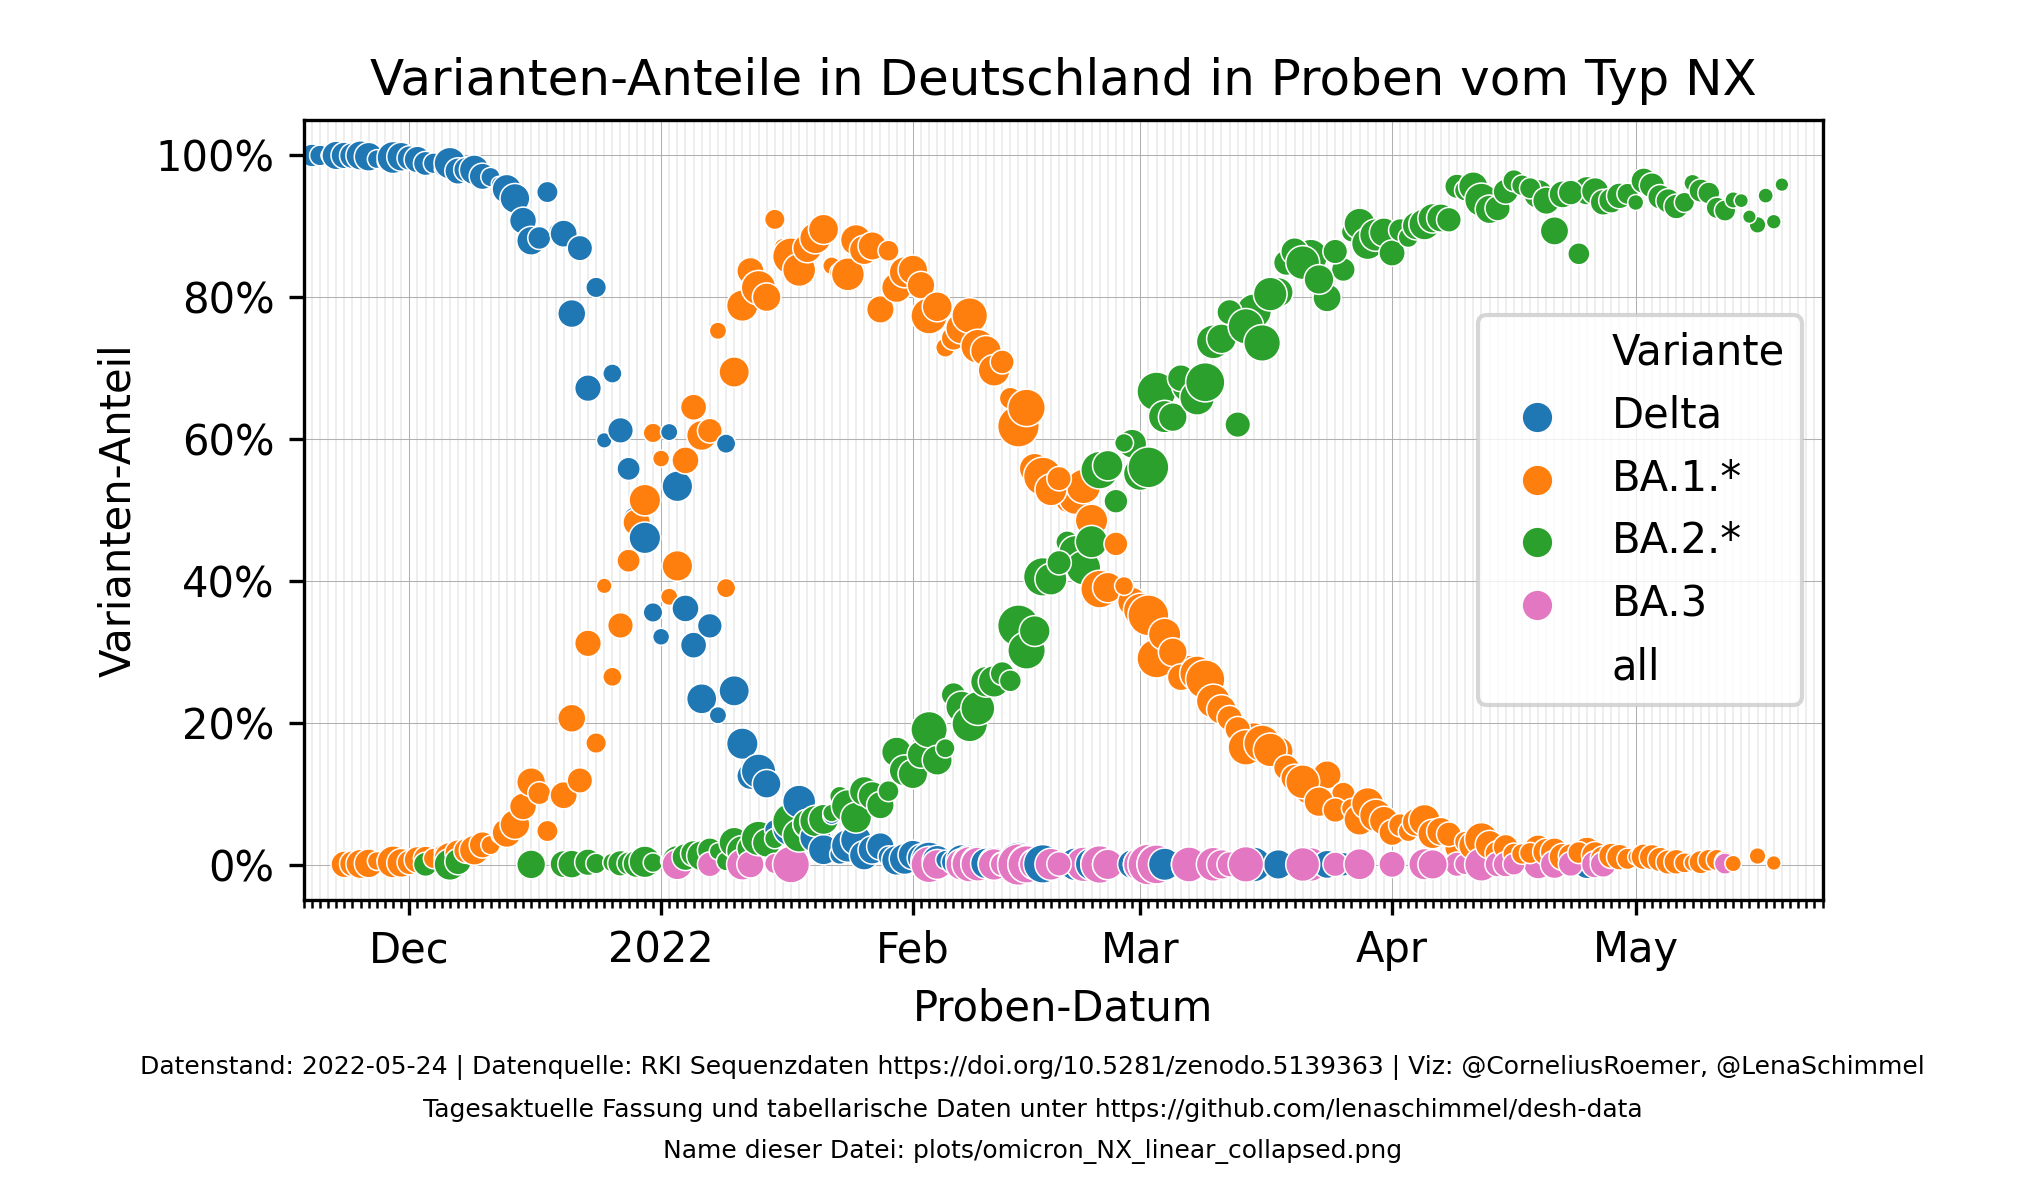 Varianten-Anteile in Deutschland in Proben vom Typ NX
Varianten-Anteil
100%
80%
60%
40%
20%
0%
Variante
Delta
BA.1.*
BA.2.*
BA.3
all
Dec
2022
Feb
Mar
Apr
May
Proben-Datum
Datenstand: 2022-05-24 | Datenquelle: RKI Sequenzdaten https://doi.org/10.5281/zenodo.5139363 | Viz: @CorneliusRoemer, @LenaSchimmel
Tagesaktuelle Fassung und tabellarische Daten unter https://github.com/lenaschimmel/desh-data
Name dieser Datei: plots/omicron_NX_linear_collapsed.png